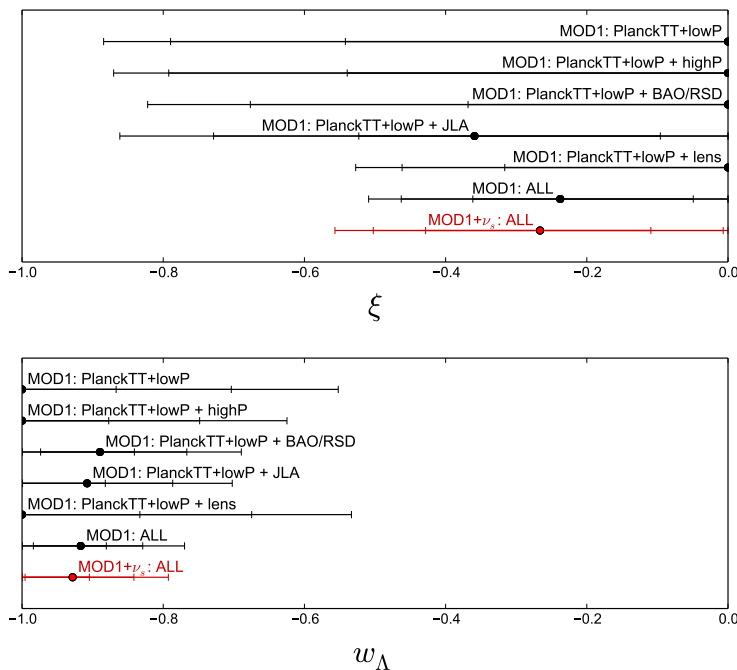 MOD1: PlanckTT+lowP
MOD1: PlanckTT+lowP + highP
MOD1: PlanckTT+lowP + BAO/RSD
MOD1: PlanckTT+lowP + JLA
MOD1: PlanckTT+lowP + lens
MOD1: ALL
MOD1+νs: ALL
−1.0 −0.8 −0.6 −0.4 −0.2 0.0
ξ
MOD1: PlanckTT+lowP
MOD1: PlanckTT+lowP + highP
MOD1: PlanckTT+lowP + BAO/RSD
MOD1: PlanckTT+lowP + JLA
MOD1: PlanckTT+lowP + lens
MOD1: ALL
MOD1+νs: ALL
−1.0 −0.8 −0.6 −0.4 −0.2 0.0
wΛ